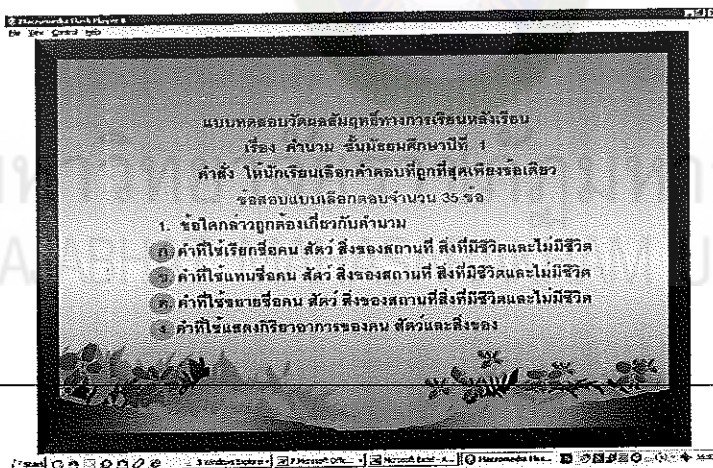 Macromedia Flash Player 8
File View Control Help
แบบทดสอบวัดผลสัมฤทธิ์ทางการเรียนหลังเรียน
เรื่อง คำนาม ชั้นมัธยมศึกษาปีที่ 1
คำสั่ง ให้นักเรียนเลือกคำตอบที่ถูกที่สุดเพียงข้อเดียว
ข้อสอบแบบเลือกตอบจำนวน 35 ข้อ
1. ข้อใดกล่าวถูกต้องเกี่ยวกับคำนาม
ก. คำที่ใช้เรียกชื่อคน สัตว์ สิ่งของสถานที่ สิ่งที่มีชีวิตและไม่มีชีวิต
ข. คำที่ใช้แทนชื่อคน สัตว์ สิ่งของสถานที่ สิ่งที่มีชีวิตและไม่มีชีวิต
ค. คำที่ใช้ขยายชื่อคน สัตว์ สิ่งของสถานที่สิ่งที่มีชีวิตและไม่มีชีวิต
ง. คำที่ใช้แสดงกิริยาอาการของคน สัตว์และสิ่งของ
start